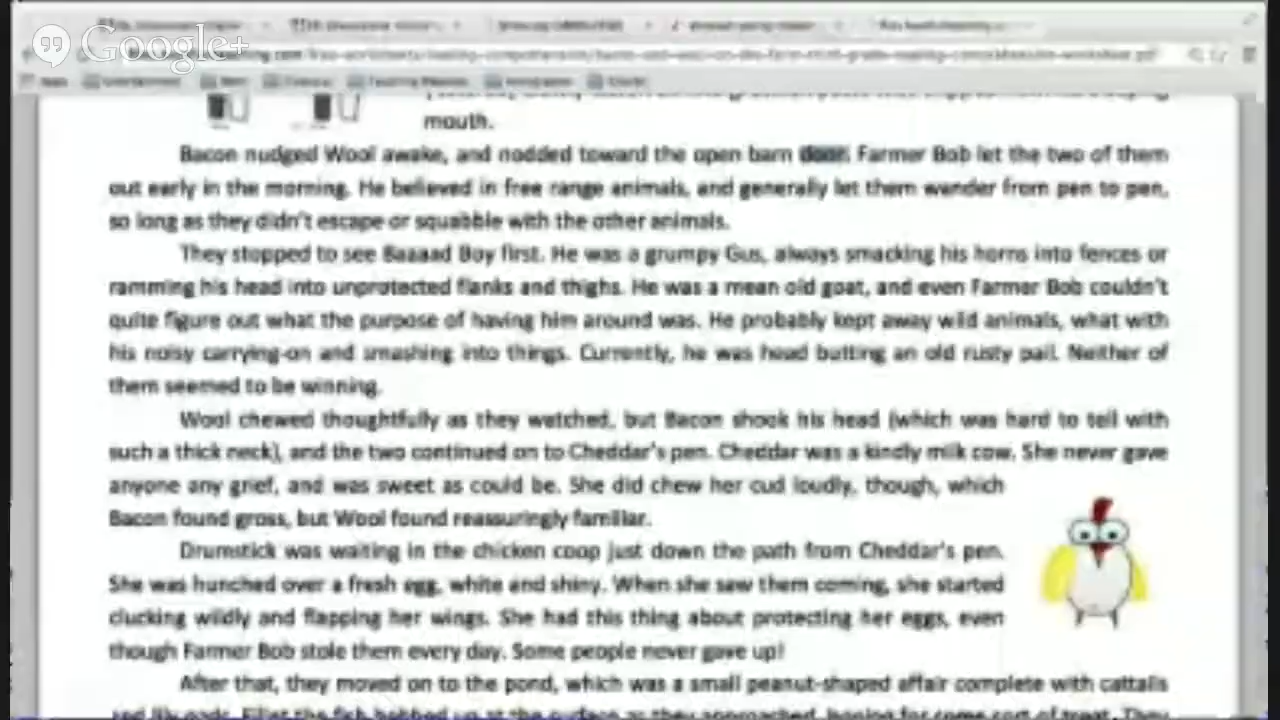 Google+
mouth.
Bacon nudged Wool awake, and nodded toward the open barn door. Farmer Bob let the two of them
out early in the morning. He believed in free range animals, and generally let them wander from pen to pen,
so long as they didn't escape or squabble with the other animals.
They stopped to see Baaaad Boy first. He was a grumpy Gus, always smacking his horns into fences or
ramming his head into unprotected flanks and thighs. He was a mean old goat, and even Farmer Bob couldn't
quite figure out what the purpose of having him around was. He probably kept away wild animals, what with
his noisy carrying-on and smashing into things. Currently, he was head butting an old rusty pail. Neither of
them seemed to be winning.
Wool chewed thoughtfully as they watched, but Bacon shook his head (which was hard to tell with
such a thick neck), and the two continued on to Cheddar's pen. Cheddar was a kindly milk cow. She never gave
anyone any grief, and was sweet as could be. She did chew her cud loudly, though, which
Bacon found gross, but Wool found reassuringly familiar.
Drumstick was waiting in the chicken coop just down the path from Cheddar's pen.
She was hunched over a fresh egg, white and shiny. When she saw them coming, she started
clucking wildly and flapping her wings. She had this thing about protecting her eggs, even
though Farmer Bob stole them every day. Some people never gave up!
After that, they moved on to the pond, which was a small peanut-shaped affair complete with cattails